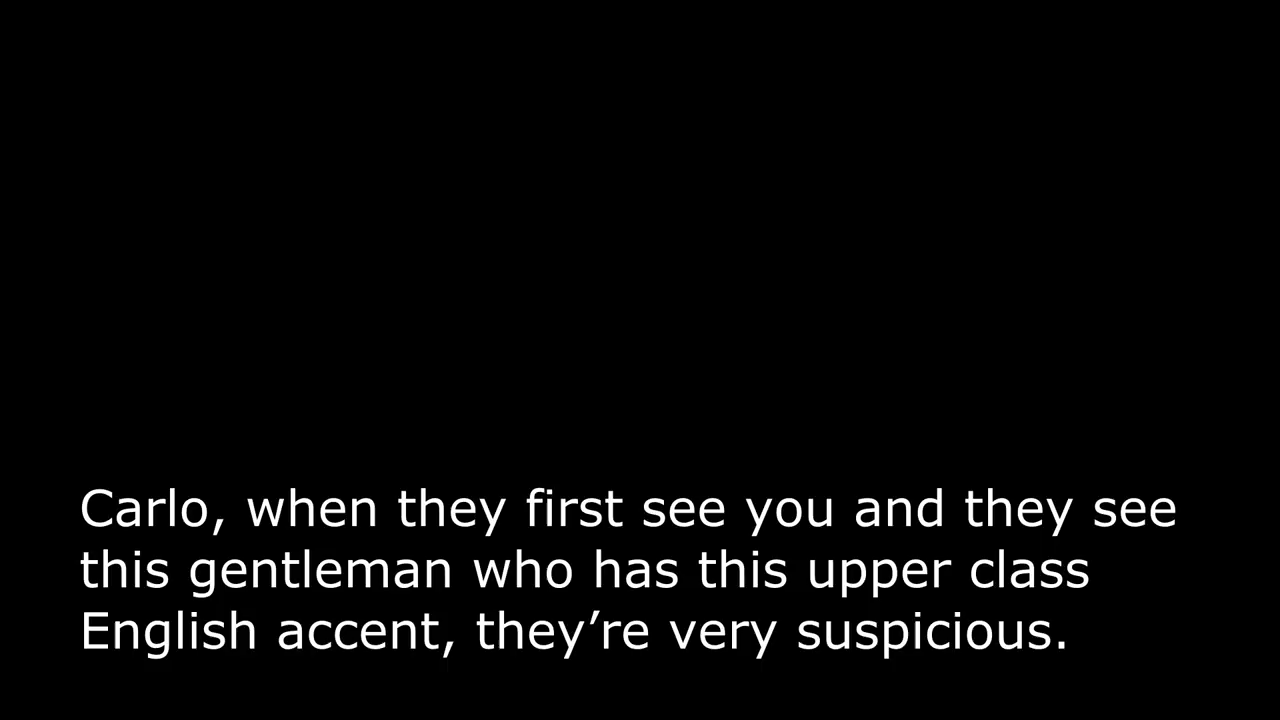 Carlo, when they first see you and they see
this gentleman who has this upper class
English accent, they’re very suspicious.